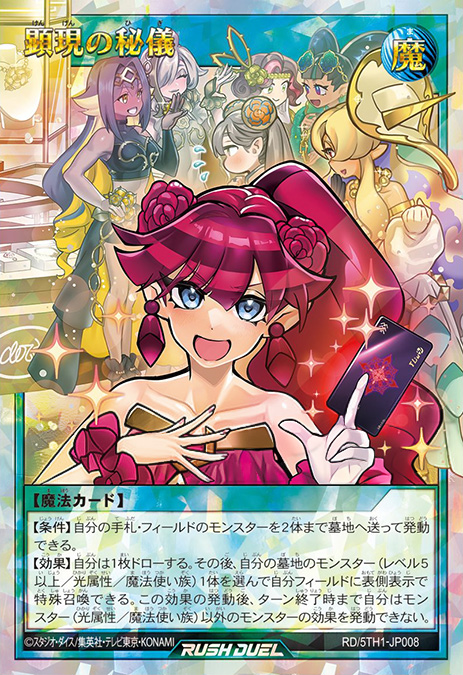 顕現の秘儀
魔
【魔法カード】
【条件】自分の手札・フィールドのモンスターを2体まで墓地へ送って発動
できる。
【効果】自分は1枚ドローする。その後、自分の墓地のモンスター(レベル5
以上/光属性/魔法使い族)1体を選んで自分フィールドに表側表示で
特殊召喚できる。この効果の発動後、ターン終了時まで自分はモン
スター(光属性/魔法使い族)以外のモンスターの効果を発動できない。
©スタジオ・ダイス/集英社・テレビ東京・KONAMI
RUSH DUEL
RD/5TH1-JP008